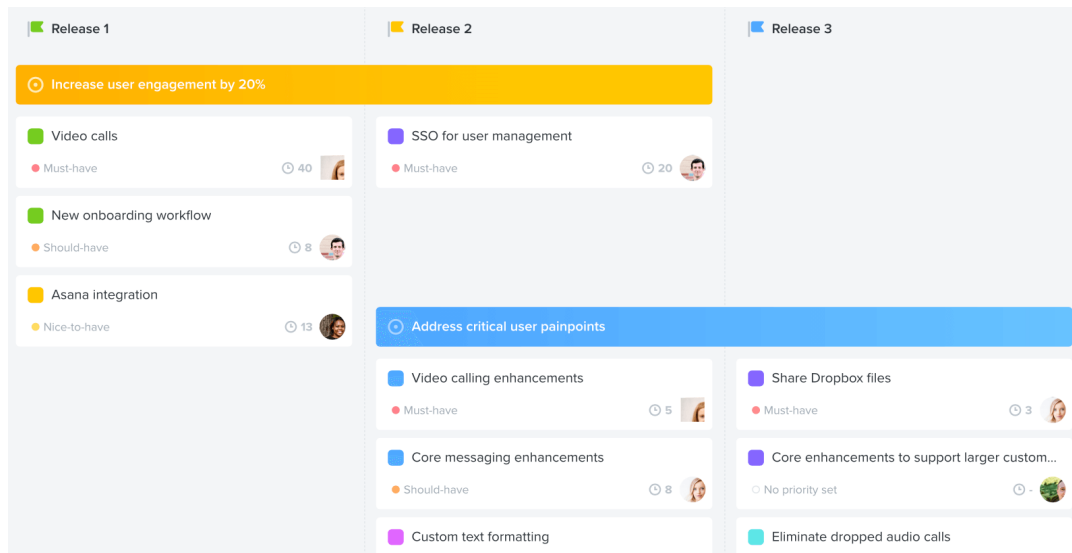 Release 1
Release 2
Release 3
Increase user engagement by 20%
Video calls
Must-have
40
SSO for user management
Must-have
20
New onboarding workflow
Should-have
8
Asana integration
Nice-to-have
13
Address critical user painpoints
Video calling enhancements
Must-have
5
Share Dropbox files
Must-have
3
Core messaging enhancements
Should-have
8
Core enhancements to support larger custom...
No priority set
-
Custom text formatting
Eliminate dropped audio calls